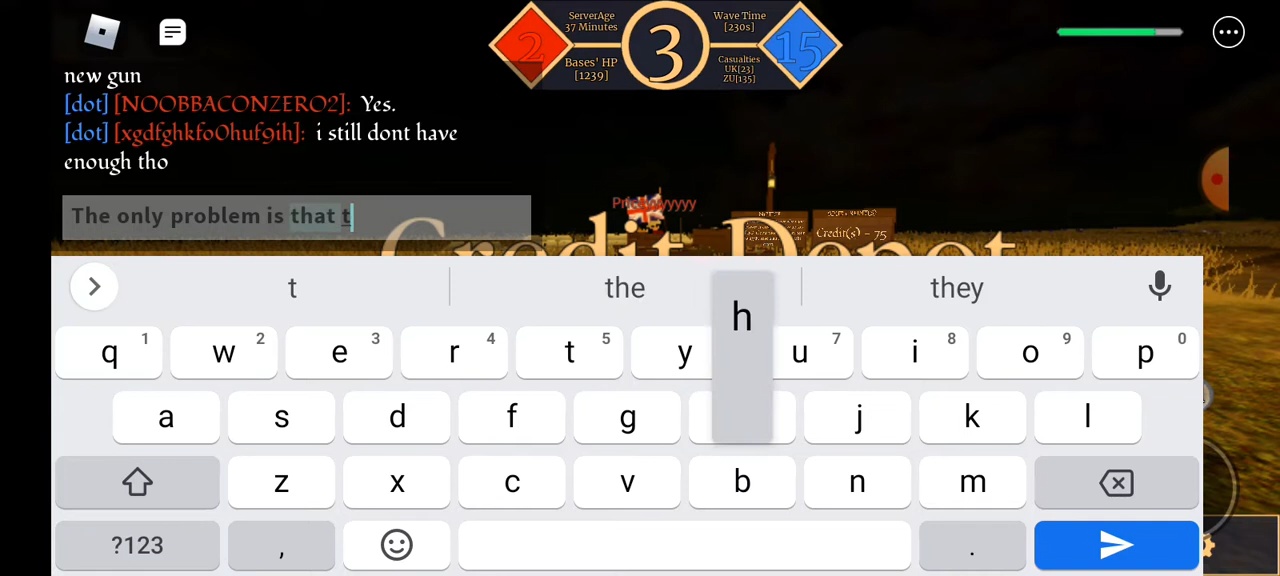 ServerAge
37 Minutes
Bases' HP
[1239]
2
3
15
Wave Time
[230s]
Casualties
UK[23]
ZU[135]
new gun
[dot] [NOOBBACONZERO2]: Yes.
[dot] [xgdfghkfo0huf9ih]: i still dont have
enough tho
The only problem is that t
Credit Depot
Credit(s) - 75
t the they
h
q 1 w 2 e 3 r 4 t 5 y u 7 i 8 o 9 p 0
a s d f g j k l
z x c v b n m
?123 , .